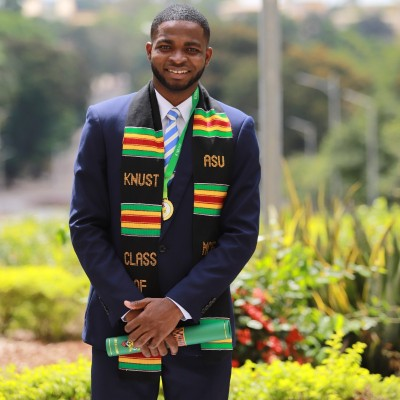 KNUST
CLASS
OF
ASU